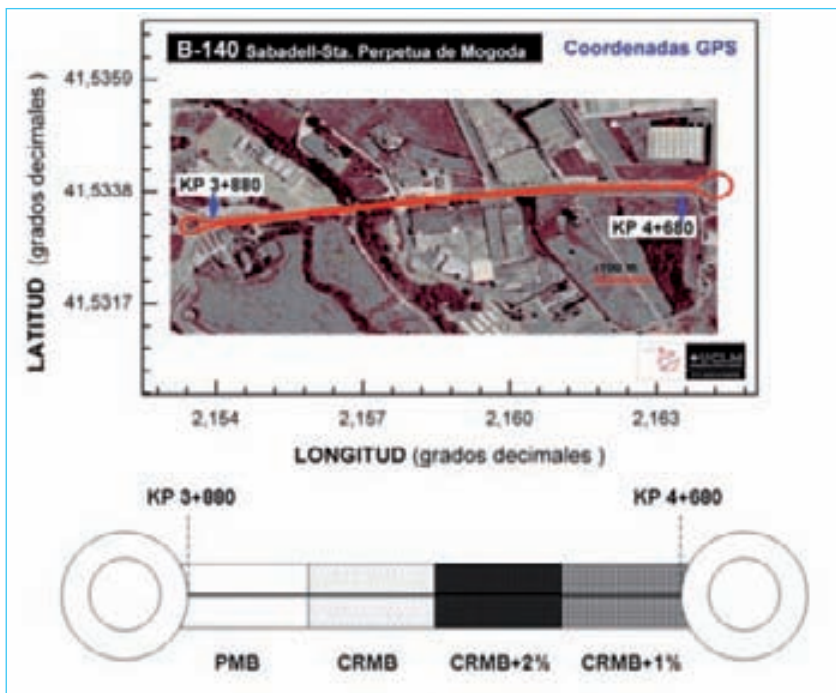 B-140 Sabadell-Sta. Perpetua de Mogoda
Coordenadas GPS
LATITUD (grados decimales )
41,5359
41,5338
41,5317
KP 3+880
KP 4+680
100 m
UCLM
2,154
2,157
2,160
2,163
LONGITUD (grados decimales )
KP 3+880
KP 4+680
PMB
CRMB
CRMB+2%
CRMB+1%